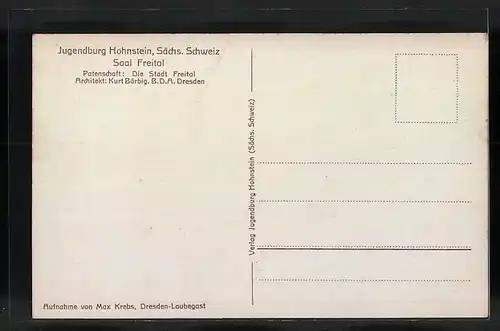 Jugendburg Hohnstein, Sächs. Schweiz
Saal Freital
Patenschaft: Die Stadt Freital
Architekt: Kurt Bärbig, B.D.A. Dresden
Verlag Jugendburg Hohnstein (Sächs. Schweiz)
Aufnahme von Max Krebs, Dresden-Laubegast